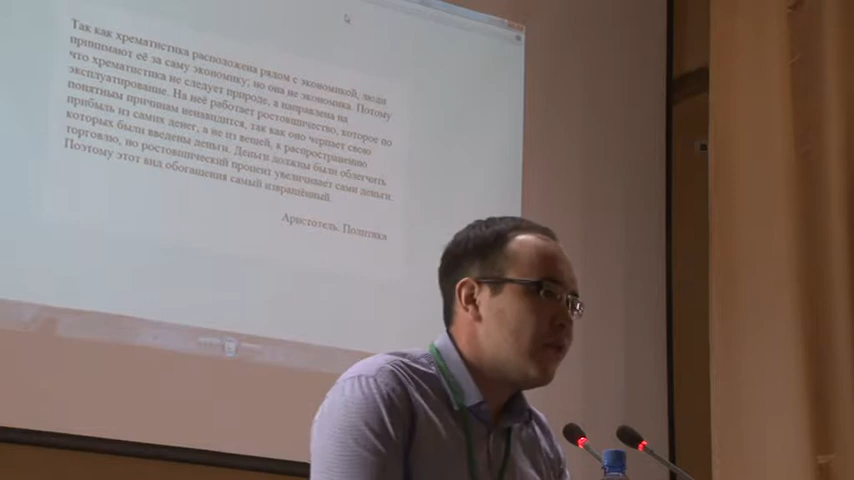 Так как хрематистика расположена рядом с экономикой, люди
принимают её за саму экономику; но она не экономика. Потому
что хрематистика не следует природе, а направлена на
эксплуатирование. На неё работает ростовщичество, которое по
понятным причинам ненавидится, так как оно черпает свою
прибыль из самих денег, а не из вещей, к распространению
которых были введены деньги. Деньги должны были облегчить
торговлю, но ростовщический процент увеличивает сами деньги.
Поэтому этот вид обогащения самый извращённый.
Аристотель. Политика